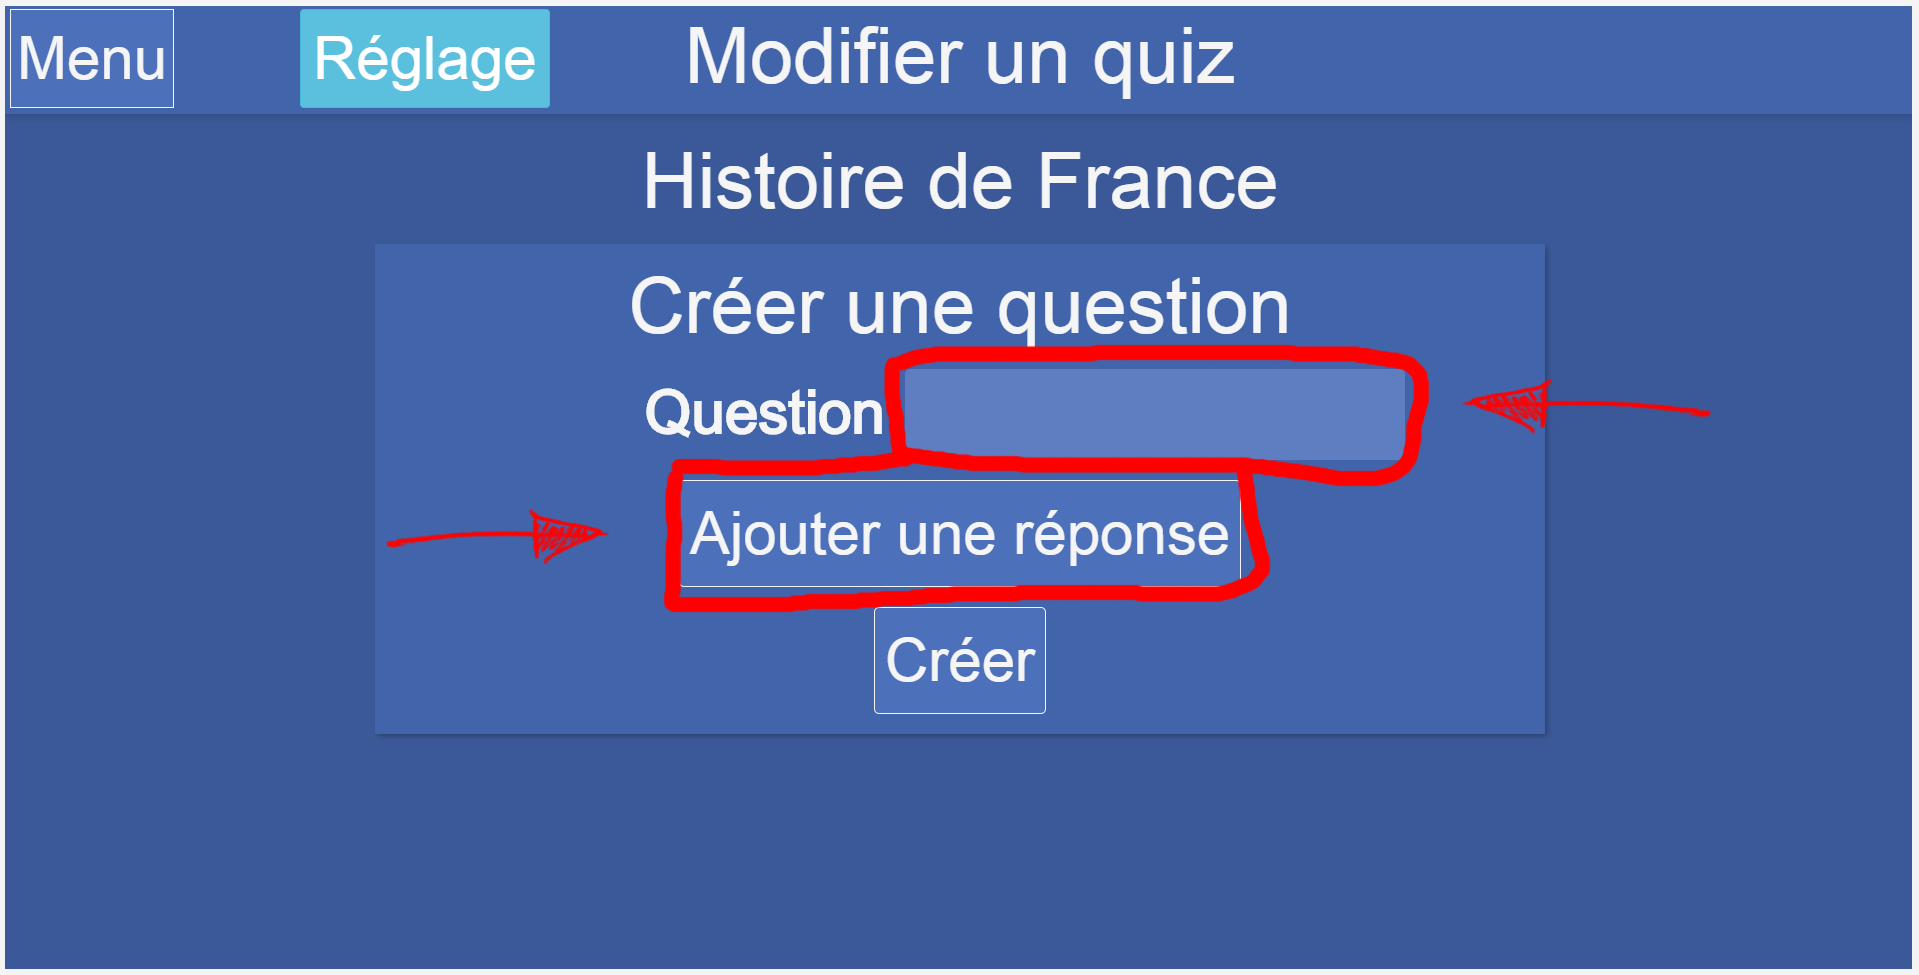 Menu Réglage Modifier un quiz
Histoire de France
Créer une question
Question
Ajouter une réponse
Créer